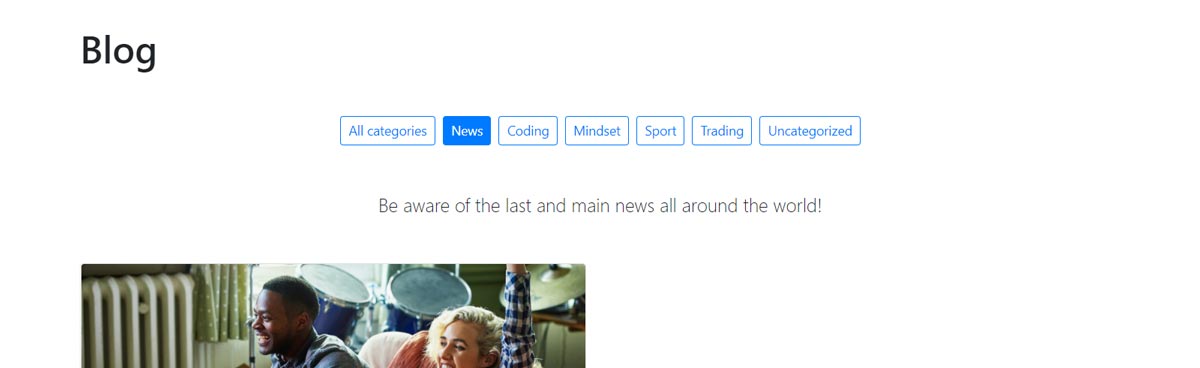 Blog
All categories News Coding Mindset Sport Trading Uncategorized
Be aware of the last and main news all around the world!